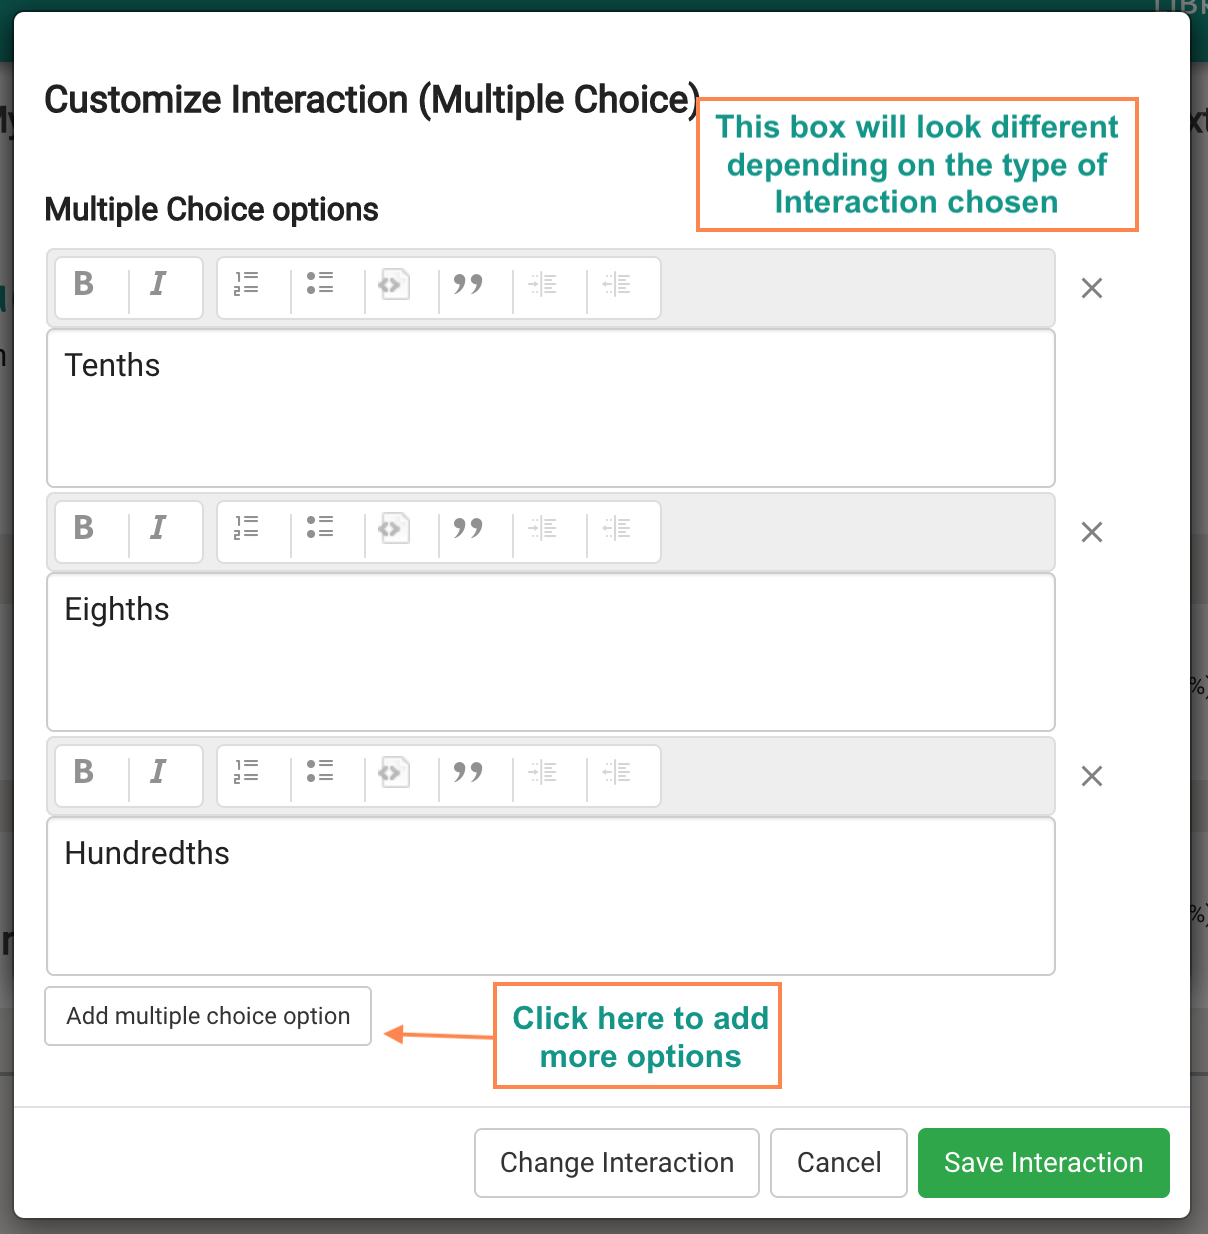 Customize Interaction (Multiple Choice)
This box will look different
depending on the type of
Interaction chosen
Multiple Choice options
B I
Tenths
B I
Eighths
B I
Hundredths
Add multiple choice option
Click here to add
more options
Change Interaction
Cancel
Save Interaction